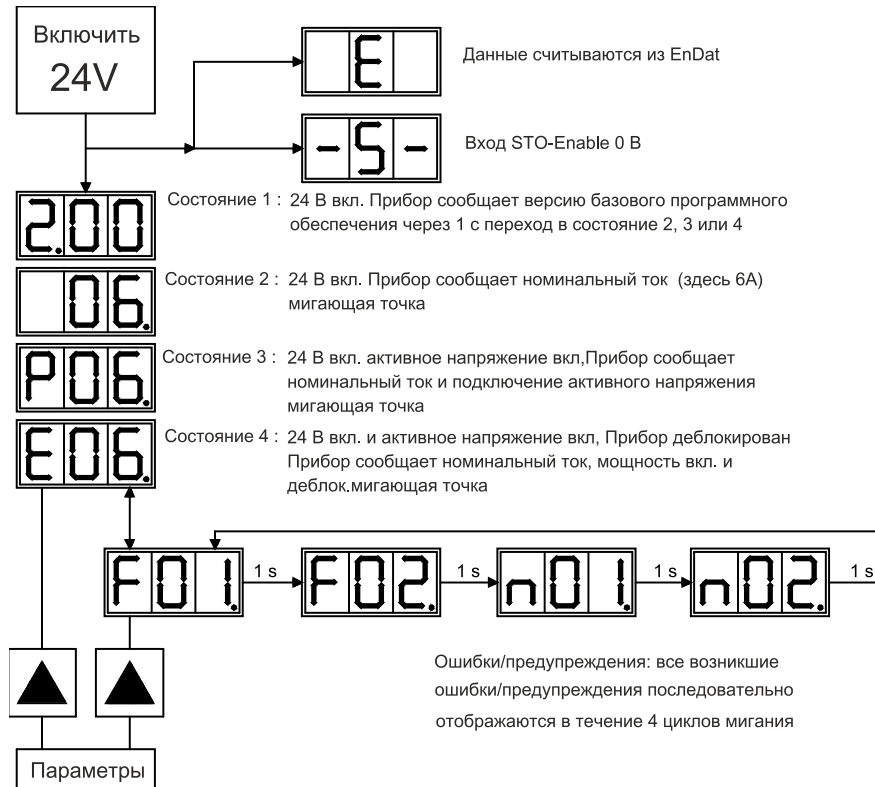 Включить
24V
E
Данные считываются из EnDat
-5-
Вход STO-Enable 0 В
2.00
Состояние 1 : 24 В вкл. Прибор сообщает версию базового программного
обеспечения через 1 с переход в состояние 2, 3 или 4
06.
Состояние 2 : 24 В вкл. Прибор сообщает номинальный ток (здесь 6А)
мигающая точка
P06.
Состояние 3 : 24 В вкл. активное напряжение вкл,Прибор сообщает
номинальный ток и подключение активного напряжения
мигающая точка
E06.
Состояние 4 : 24 В вкл. и активное напряжение вкл, Прибор деблокирован
Прибор сообщает номинальный ток, мощность вкл. и
деблок.мигающая точка
F01. 1 s F02. 1 s n01. 1 s n02. 1 s
Ошибки/предупреждения: все возникшие
ошибки/предупреждения последовательно
отображаются в течение 4 циклов мигания
Параметры